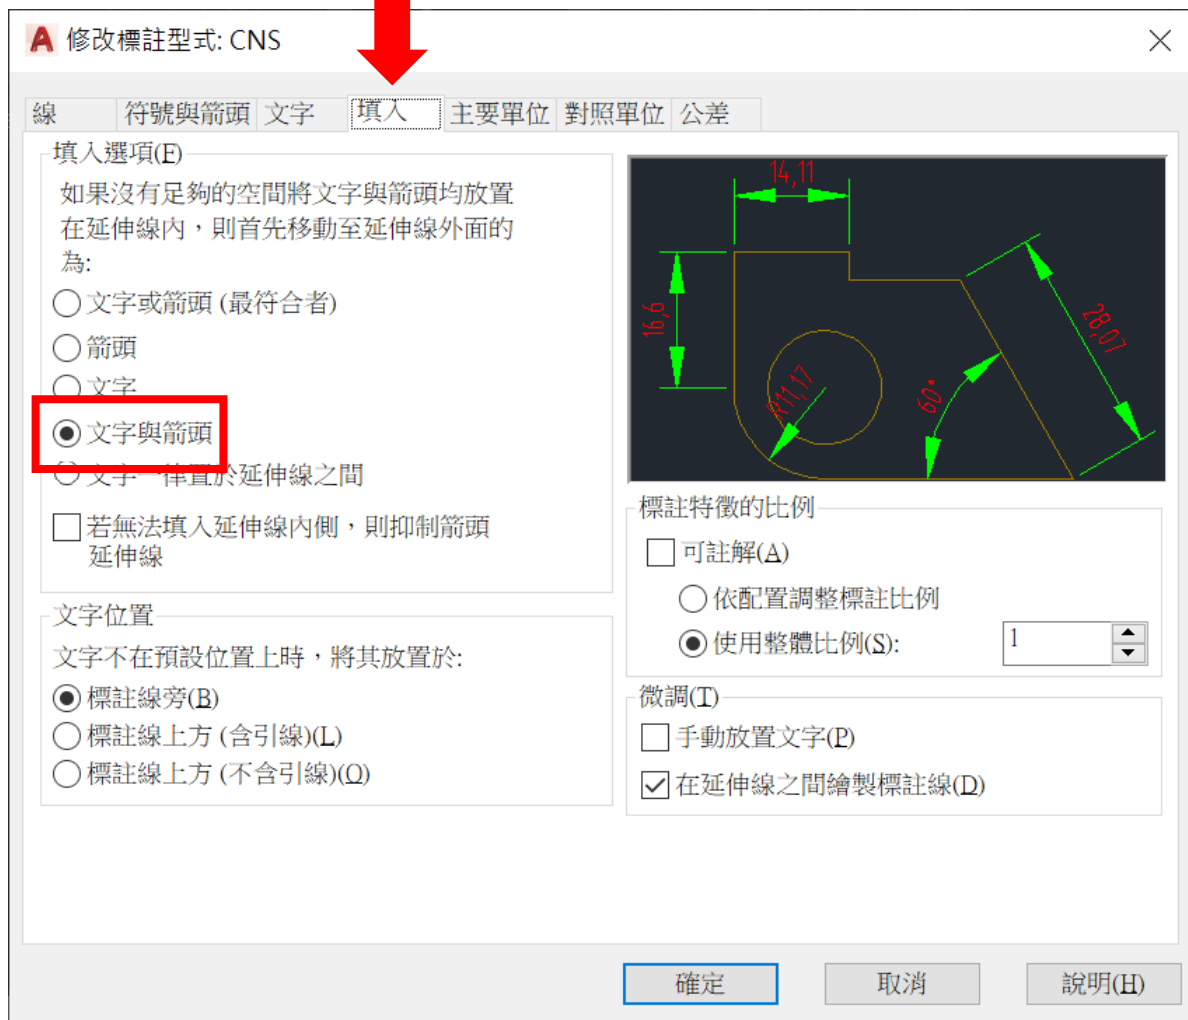 修改標註型式: CNS
線 符號與箭頭 文字 填入 主要單位 對照單位 公差
填入選項(F)
如果沒有足夠的空間將文字與箭頭均放置
在延伸線內，則首先移動至延伸線外面的
為:
文字或箭頭 (最符合者)
箭頭
文字
文字與箭頭
文字一律置於延伸線之間
若無法填入延伸線內側，則抑制箭頭
延伸線
文字位置
文字不在預設位置上時，將其放置於:
標註線旁(B)
標註線上方 (含引線)(L)
標註線上方 (不含引線)(O)
14,11
16,6
28,07
R11,17
60°
標註特徵的比例
可註解(A)
依配置調整標註比例
使用整體比例(S):
1
微調(T)
手動放置文字(P)
在延伸線之間繪製標註線(D)
確定 取消 說明(H)